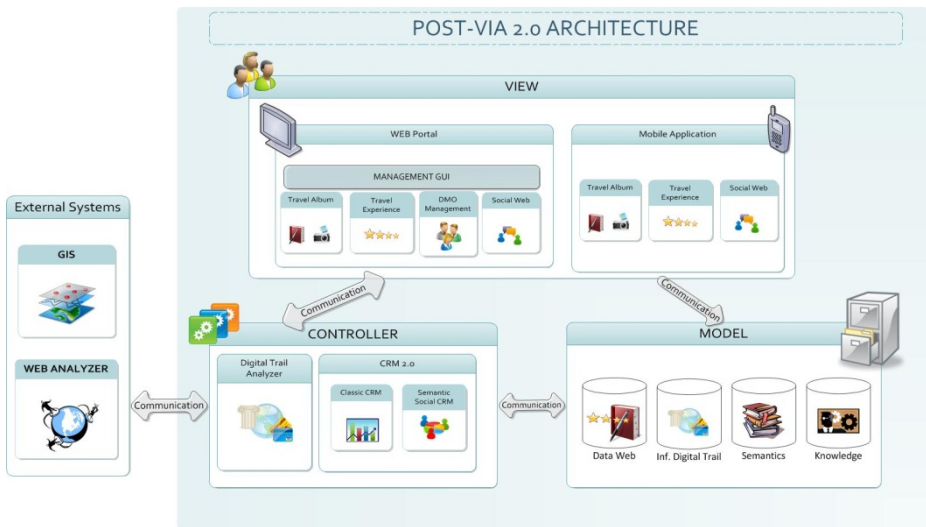 POST-VIA 2.0 ARCHITECTURE
VIEW
WEB Portal
MANAGEMENT GUI
Travel Album
Travel
Experience
DMO
Management
Social Web
Mobile Application
Travel Album
Travel
Experience
Social Web
External Systems
GIS
WEB ANALYZER
Communication
Communication
Communication
CONTROLLER
Digital Trail
Analyzer
CRM 2.0
Classic CRM
Semantic
Social CRM
Communication
MODEL
Data Web
Inf. Digital Trail
Semantics
Knowledge